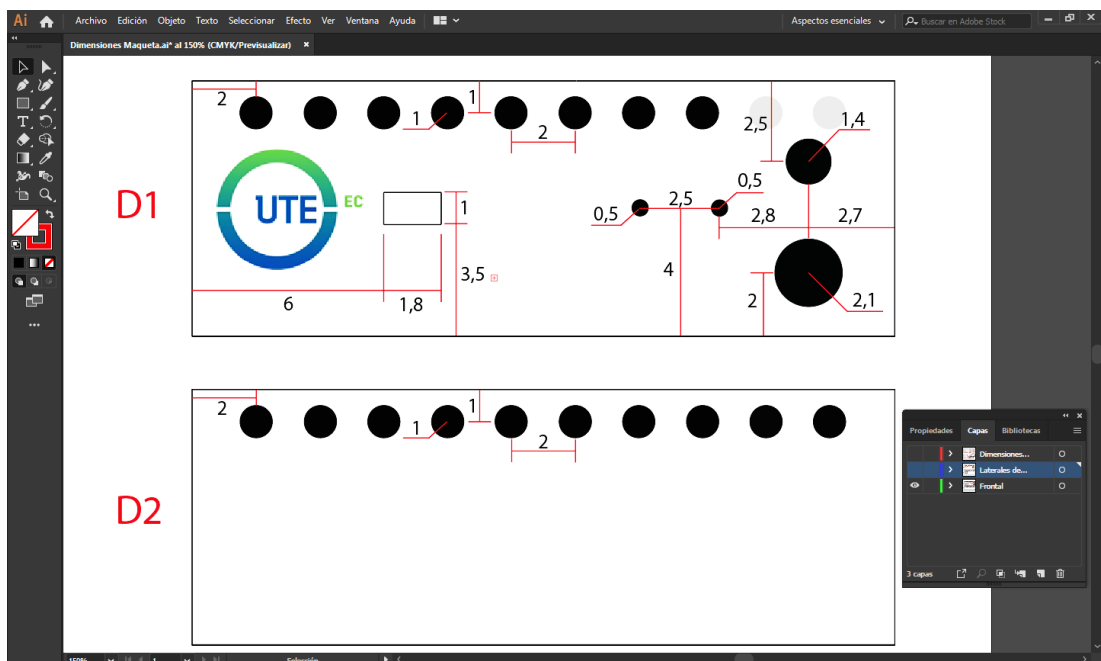 Ai Archivo Edición Objeto Texto Seleccionar Efecto Ver Ventana Ayuda Aspectos esenciales Buscar en Adobe Stock
Dimensiones Maqueta.ai* al 150% (CMYK/Previsualizar) ×
2
1
1
2
2,5
1,4
D1
UTE
EC
1
0,5
2,5
0,5
2,8
2,7
3,5
4
6
1,8
2
2,1
2
1
1
2
D2
Propiedades Capas Bibliotecas
Dimensiones...
Laterales de...
Frontal
3 capas
150% 1 Selección